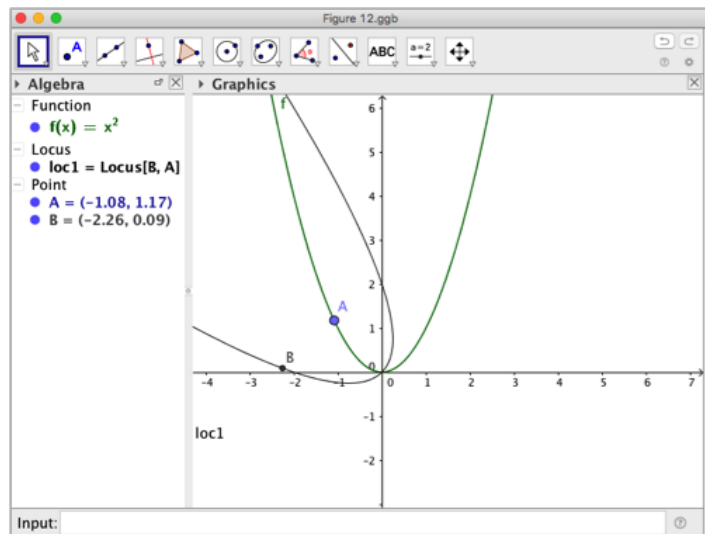 Figure 12.ggb
A
ABC
a=2
Algebra
Graphics
Function
f(x) = x²
Locus
loc1 = Locus[B, A]
Point
A = (-1.08, 1.17)
B = (-2.26, 0.09)
f
6
5
4
3
2
A
1
B
0
-4 -3 -2 -1 0 1 2 3 4 5 6 7
-1
loc1
-2
Input: